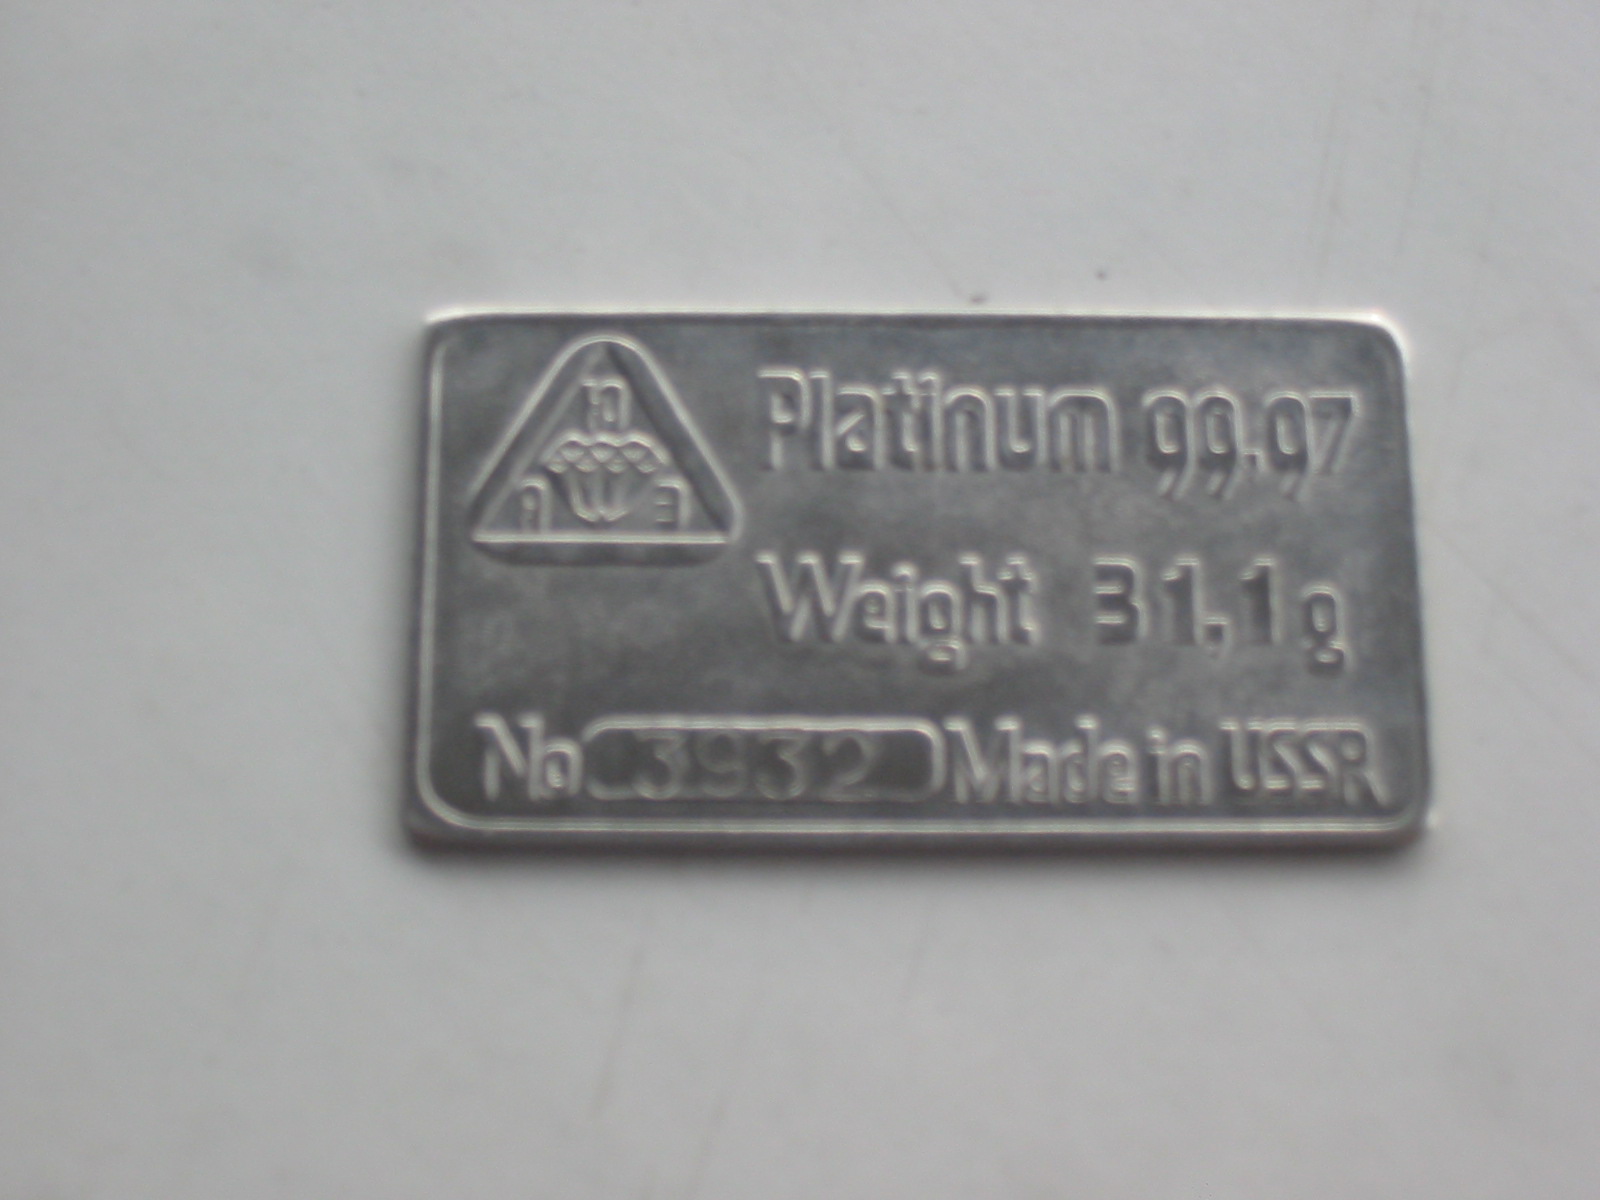 Ю
А Э
Platinum 99.97
Weight 31,1g
No 3932 Made in USSR